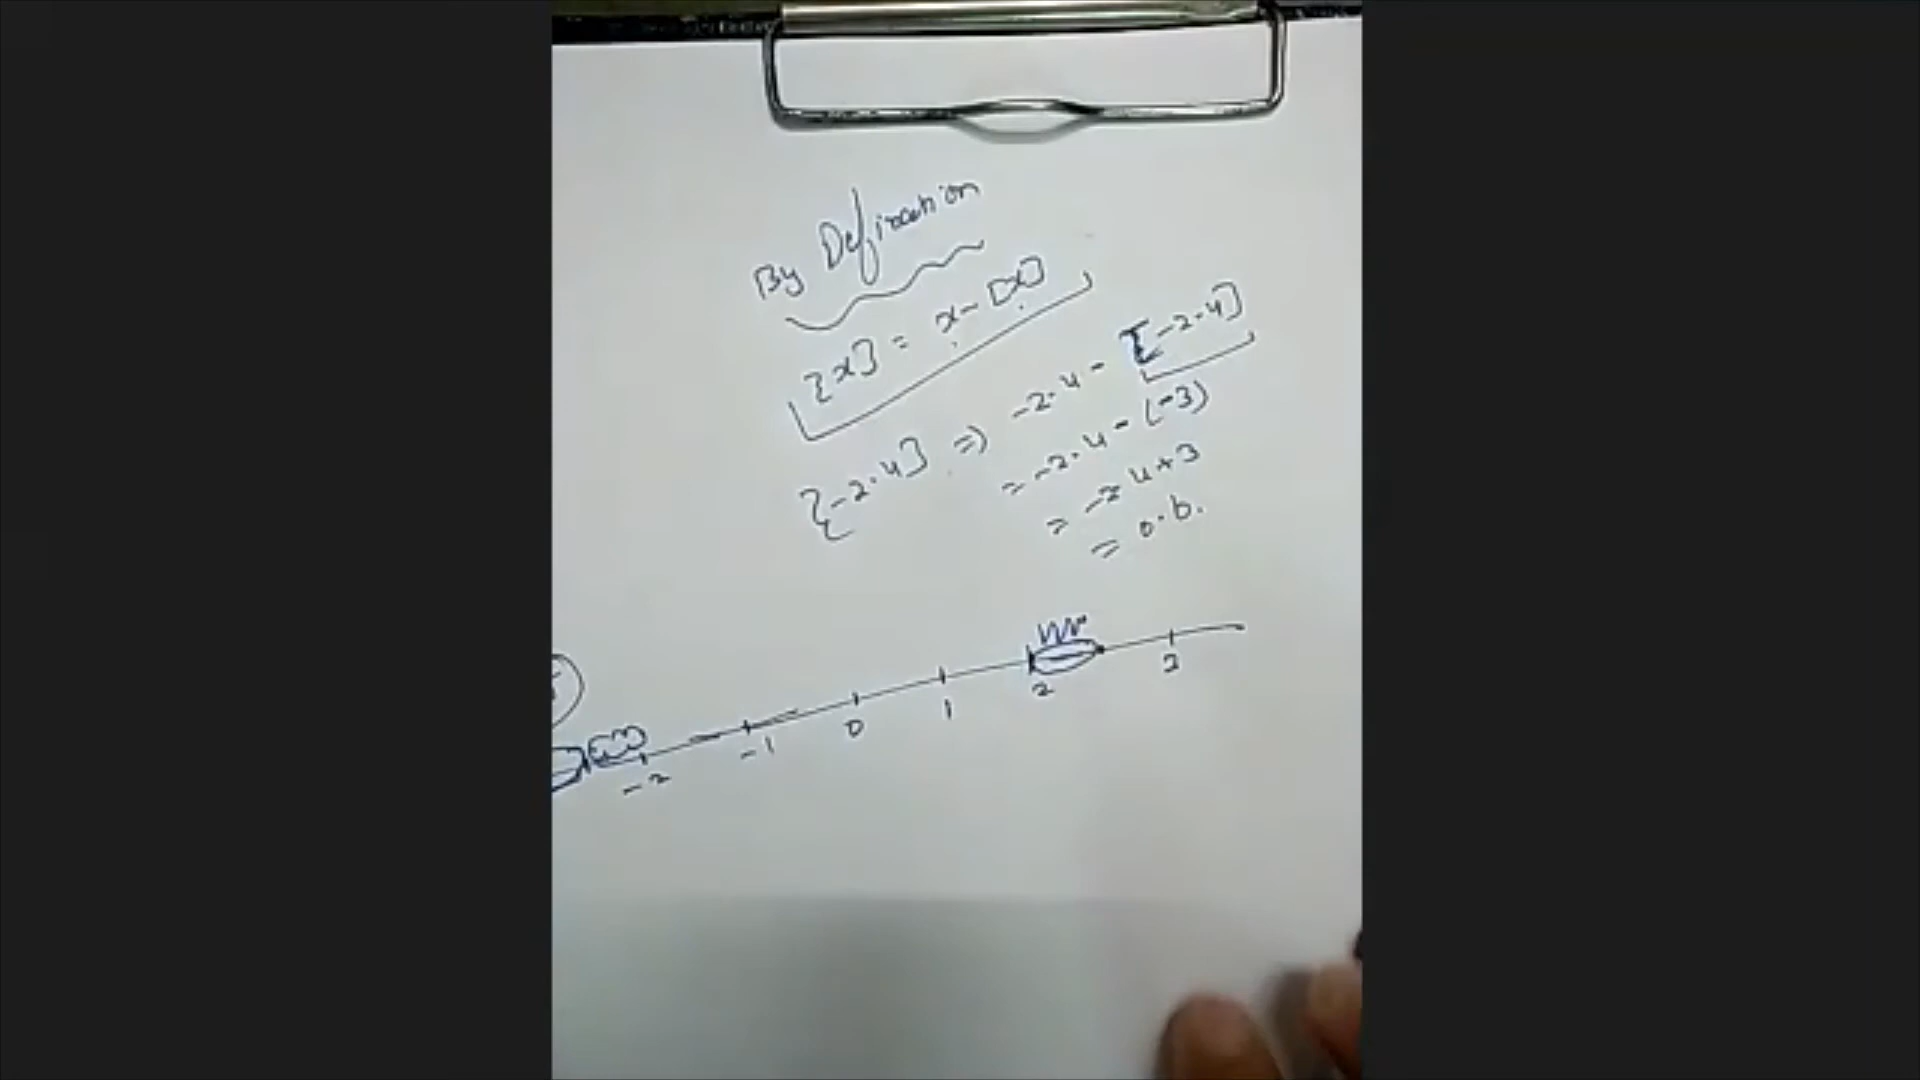 By Defination
{x} = x - [x]
{-2.4} => -2.4 - [-2.4]
= -2.4 - (-3)
= -2.4+3
= 0.6.
-2 -1 0 1 2 3